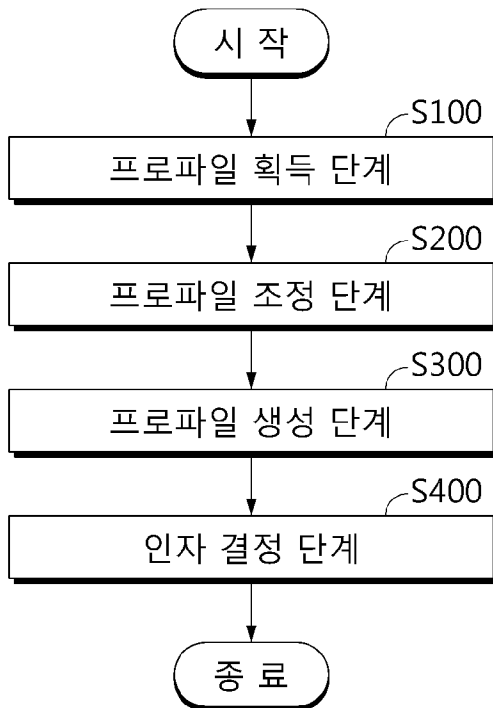 시 작
S100
프로파일 획득 단계
S200
프로파일 조정 단계
S300
프로파일 생성 단계
S400
인자 결정 단계
종 료